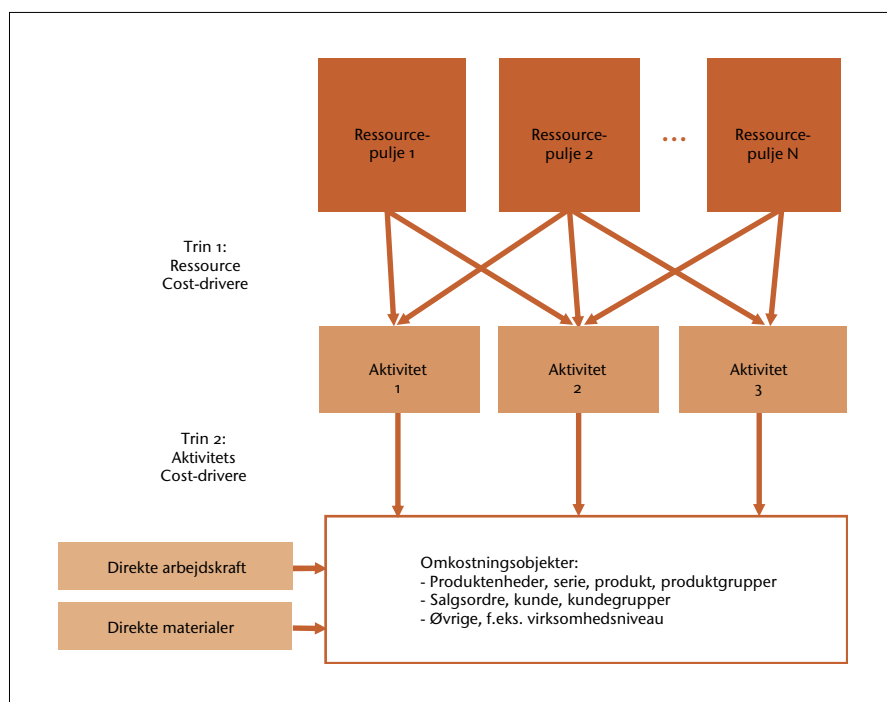 Ressource-
pulje 1
Ressource-
pulje 2
...
Ressource-
pulje N
Trin 1:
Ressource
Cost-drivere
Aktivitet
1
Aktivitet
2
Aktivitet
3
Trin 2:
Aktivitets
Cost-drivere
Direkte arbejdskraft
Direkte materialer
Omkostningsobjekter:
- Produktenheder, serie, produkt, produktgrupper
- Salgsordre, kunde, kundegrupper
- Øvrige, f.eks. virksomhedsniveau